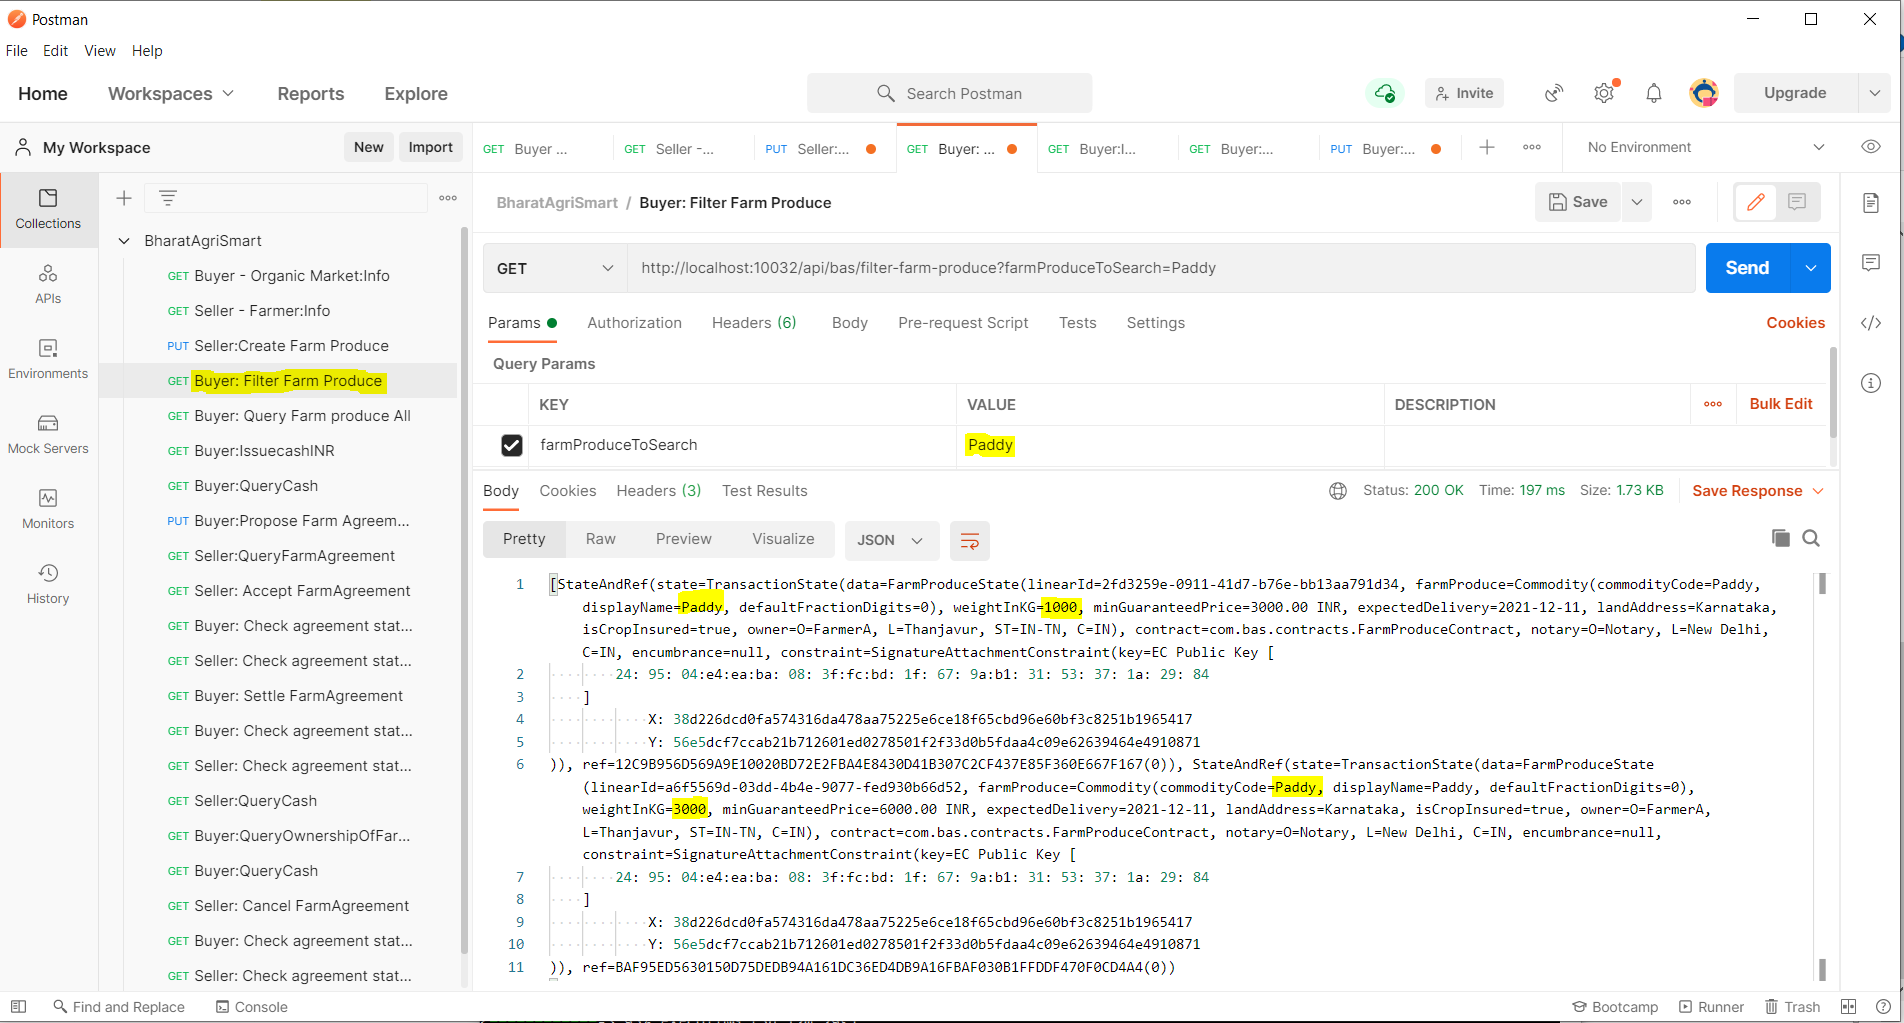 Postman
File Edit View Help
Home Workspaces Reports Explore Search Postman Invite Upgrade
My Workspace New Import
GET Buyer ... GET Seller -... PUT Seller:... GET Buyer: ... GET Buyer:I... GET Buyer:... PUT Buyer:... No Environment
Collections
APIs
Environments
Mock Servers
Monitors
History
BharatAgriSmart
GET Buyer - Organic Market:Info
GET Seller - Farmer:Info
PUT Seller:Create Farm Produce
GET Buyer: Filter Farm Produce
GET Buyer: Query Farm produce All
GET Buyer:IssuecashINR
GET Buyer:QueryCash
PUT Buyer:Propose Farm Agreem...
GET Seller:QueryFarmAgreement
GET Seller: Accept FarmAgreement
GET Buyer: Check agreement stat...
GET Seller: Check agreement stat...
GET Buyer: Settle FarmAgreement
GET Buyer: Check agreement stat...
GET Seller: Check agreement stat...
GET Seller:QueryCash
GET Buyer:QueryOwnershipOfFar...
GET Buyer:QueryCash
GET Seller: Cancel FarmAgreement
GET Buyer: Check agreement stat...
GET Seller: Check agreement stat...
BharatAgriSmart / Buyer: Filter Farm Produce Save
GET http://localhost:10032/api/bas/filter-farm-produce?farmProduceToSearch=Paddy Send
Params Authorization Headers (6) Body Pre-request Script Tests Settings Cookies
Query Params
KEY VALUE DESCRIPTION Bulk Edit
farmProduceToSearch Paddy
Body Cookies Headers (3) Test Results Status: 200 OK Time: 197 ms Size: 1.73 KB Save Response
Pretty Raw Preview Visualize JSON
1 [StateAndRef(state=TransactionState(data=FarmProduceState(linearId=2fd3259e-0911-41d7-b76e-bb13aa791d34, farmProduce=Commodity(commodityCode=Paddy,
displayName=Paddy, defaultFractionDigits=0), weightInKG=1000, minGuaranteedPrice=3000.00 INR, expectedDelivery=2021-12-11, landAddress=Karnataka,
isCropInsured=true, owner=O=FarmerA, L=Thanjavur, ST=IN-TN, C=IN), contract=com.bas.contracts.FarmProduceContract, notary=O=Notary, L=New Delhi,
C=IN, encumbrance=null, constraint=SignatureAttachmentConstraint(key=EC Public Key [
2 24: 95: 04:e4:ea:ba: 08: 3f:fc:bd: 1f: 67: 9a:b1: 31: 53: 37: 1a: 29: 84
3 ]
4 X: 38d226dcd0fa574316da478aa75225e6ce18f65cbd96e60bf3c8251b1965417
5 Y: 56e5dcf7ccab21b712601ed0278501f2f33d0b5fdaa4c09e62639464e4910871
6 )), ref=12C9B956D569A9E10020BD72E2FBA4E8430D41B307C2CF437E85F360E667F167(0)), StateAndRef(state=TransactionState(data=FarmProduceState
(linearId=a6f5569d-03dd-4b4e-9077-fed930b66d52, farmProduce=Commodity(commodityCode=Paddy, displayName=Paddy, defaultFractionDigits=0),
weightInKG=3000, minGuaranteedPrice=6000.00 INR, expectedDelivery=2021-12-11, landAddress=Karnataka, isCropInsured=true, owner=O=FarmerA,
L=Thanjavur, ST=IN-TN, C=IN), contract=com.bas.contracts.FarmProduceContract, notary=O=Notary, L=New Delhi, C=IN, encumbrance=null,
constraint=SignatureAttachmentConstraint(key=EC Public Key [
7 24: 95: 04:e4:ea:ba: 08: 3f:fc:bd: 1f: 67: 9a:b1: 31: 53: 37: 1a: 29: 84
8 ]
9 X: 38d226dcd0fa574316da478aa75225e6ce18f65cbd96e60bf3c8251b1965417
10 Y: 56e5dcf7ccab21b712601ed0278501f2f33d0b5fdaa4c09e62639464e4910871
11 )), ref=BAF95ED5630150D75DEDB94A161DC36ED4DB9A16FBAF030B1FFDDF470F0CD4A4(0))
Find and Replace Console Bootcamp Runner Trash